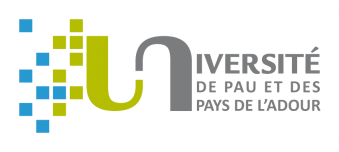 UNIVERSITÉ
DE PAU ET DES
PAYS DE L'ADOUR